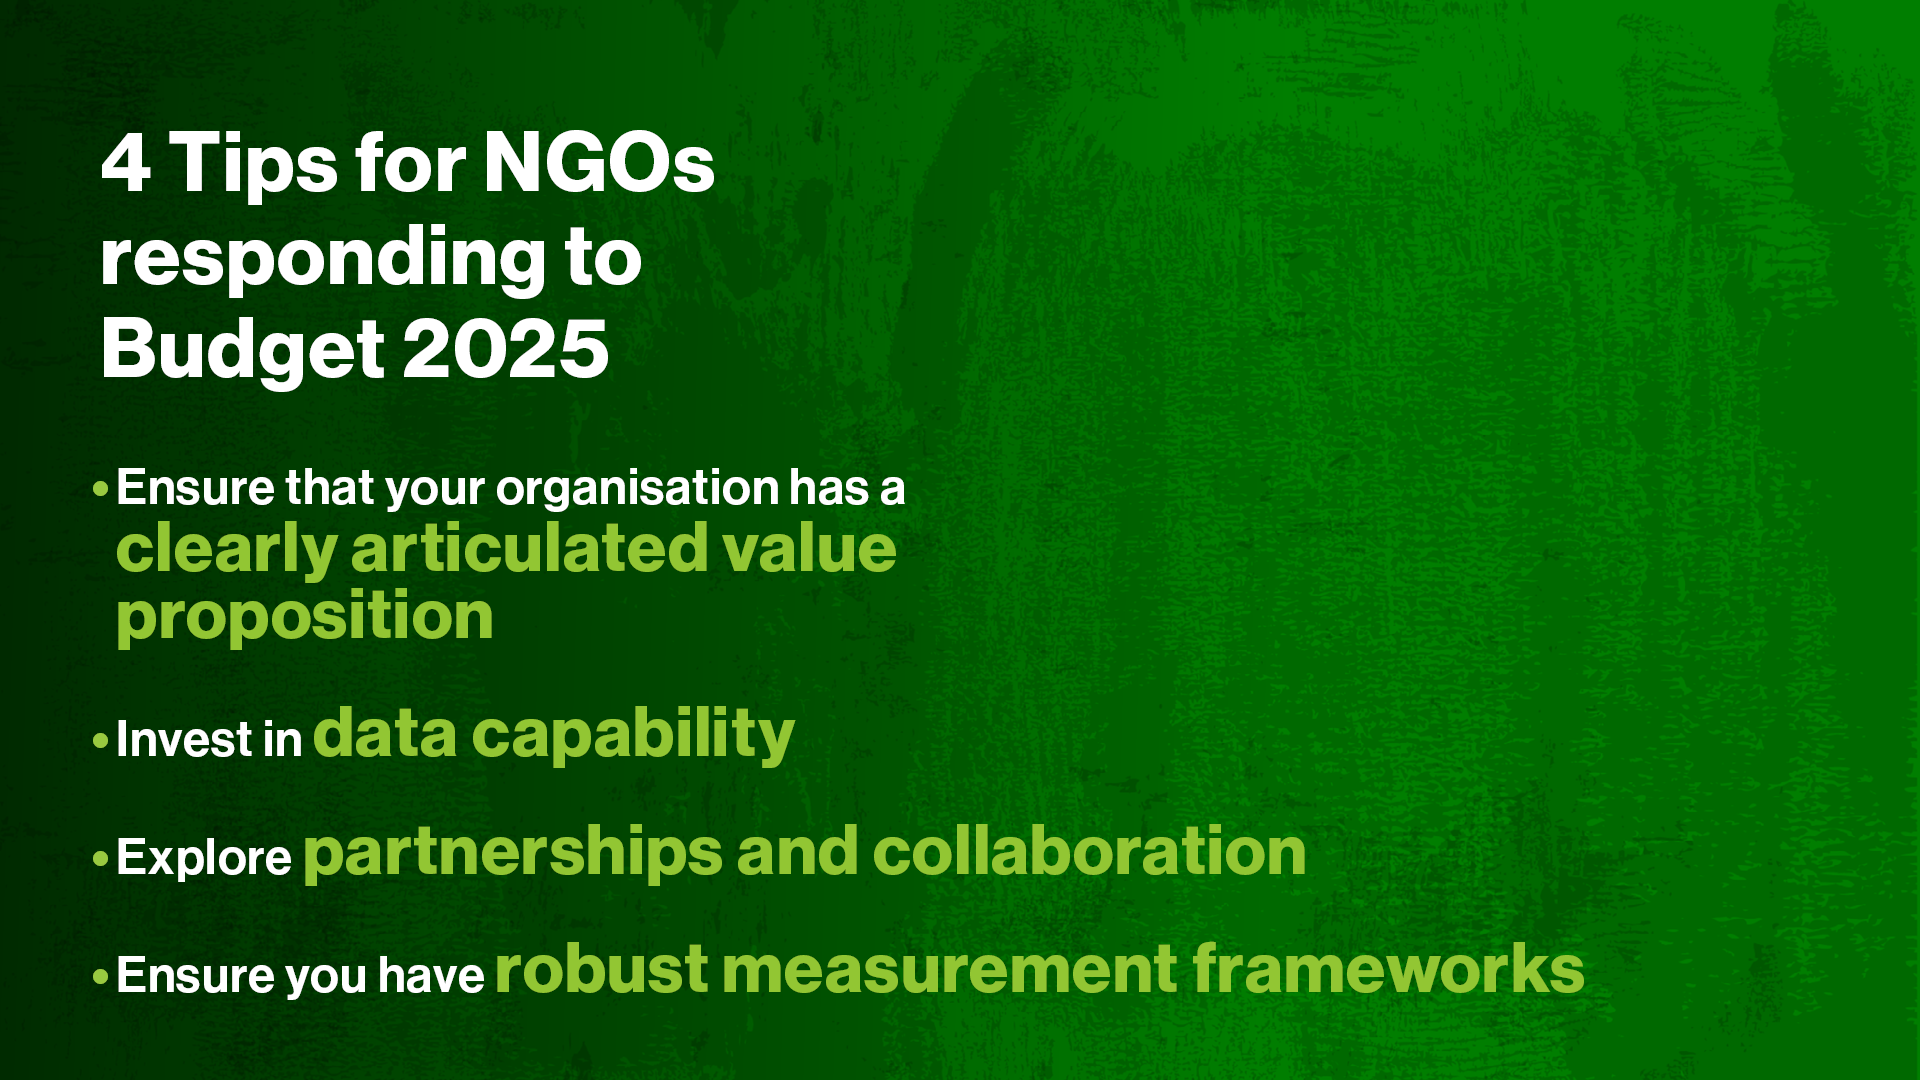 4 Tips for NGOs
responding to
Budget 2025
• Ensure that your organisation has a
clearly articulated value
proposition
• Invest in data capability
• Explore partnerships and collaboration
• Ensure you have robust measurement frameworks